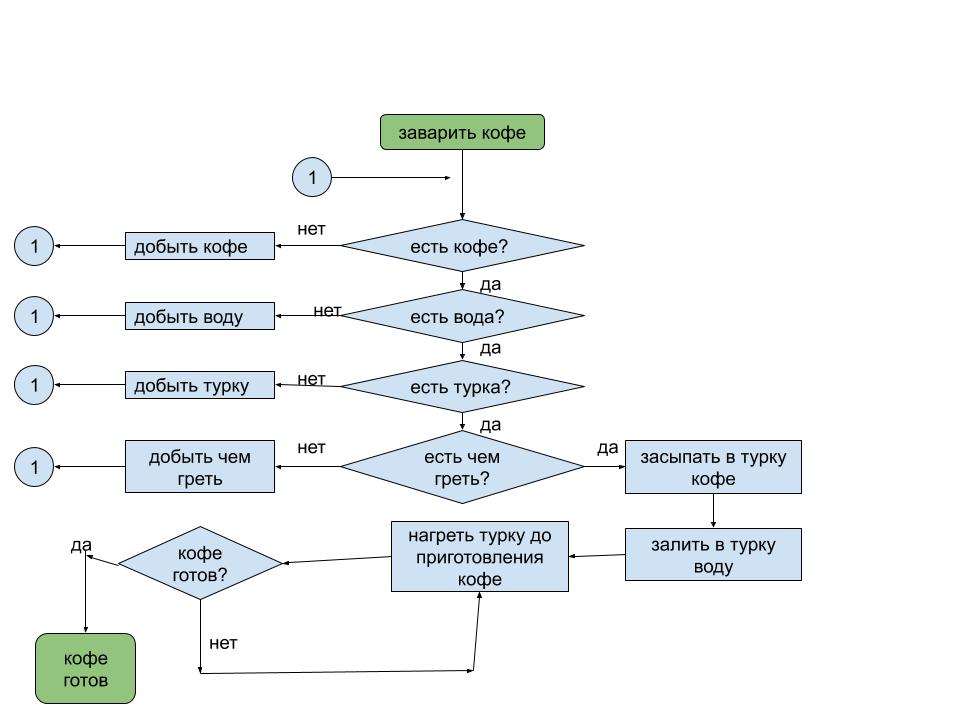 заварить кофе
1
нет
1
добыть кофе
есть кофе?
да
нет
1
добыть воду
есть вода?
да
нет
1
добыть турку
есть турка?
да
нет
да
1
добыть чем
греть
есть чем
греть?
засыпать в турку
кофе
да
кофе
готов?
нагреть турку до
приготовления
кофе
залить в турку
воду
нет
кофе
готов